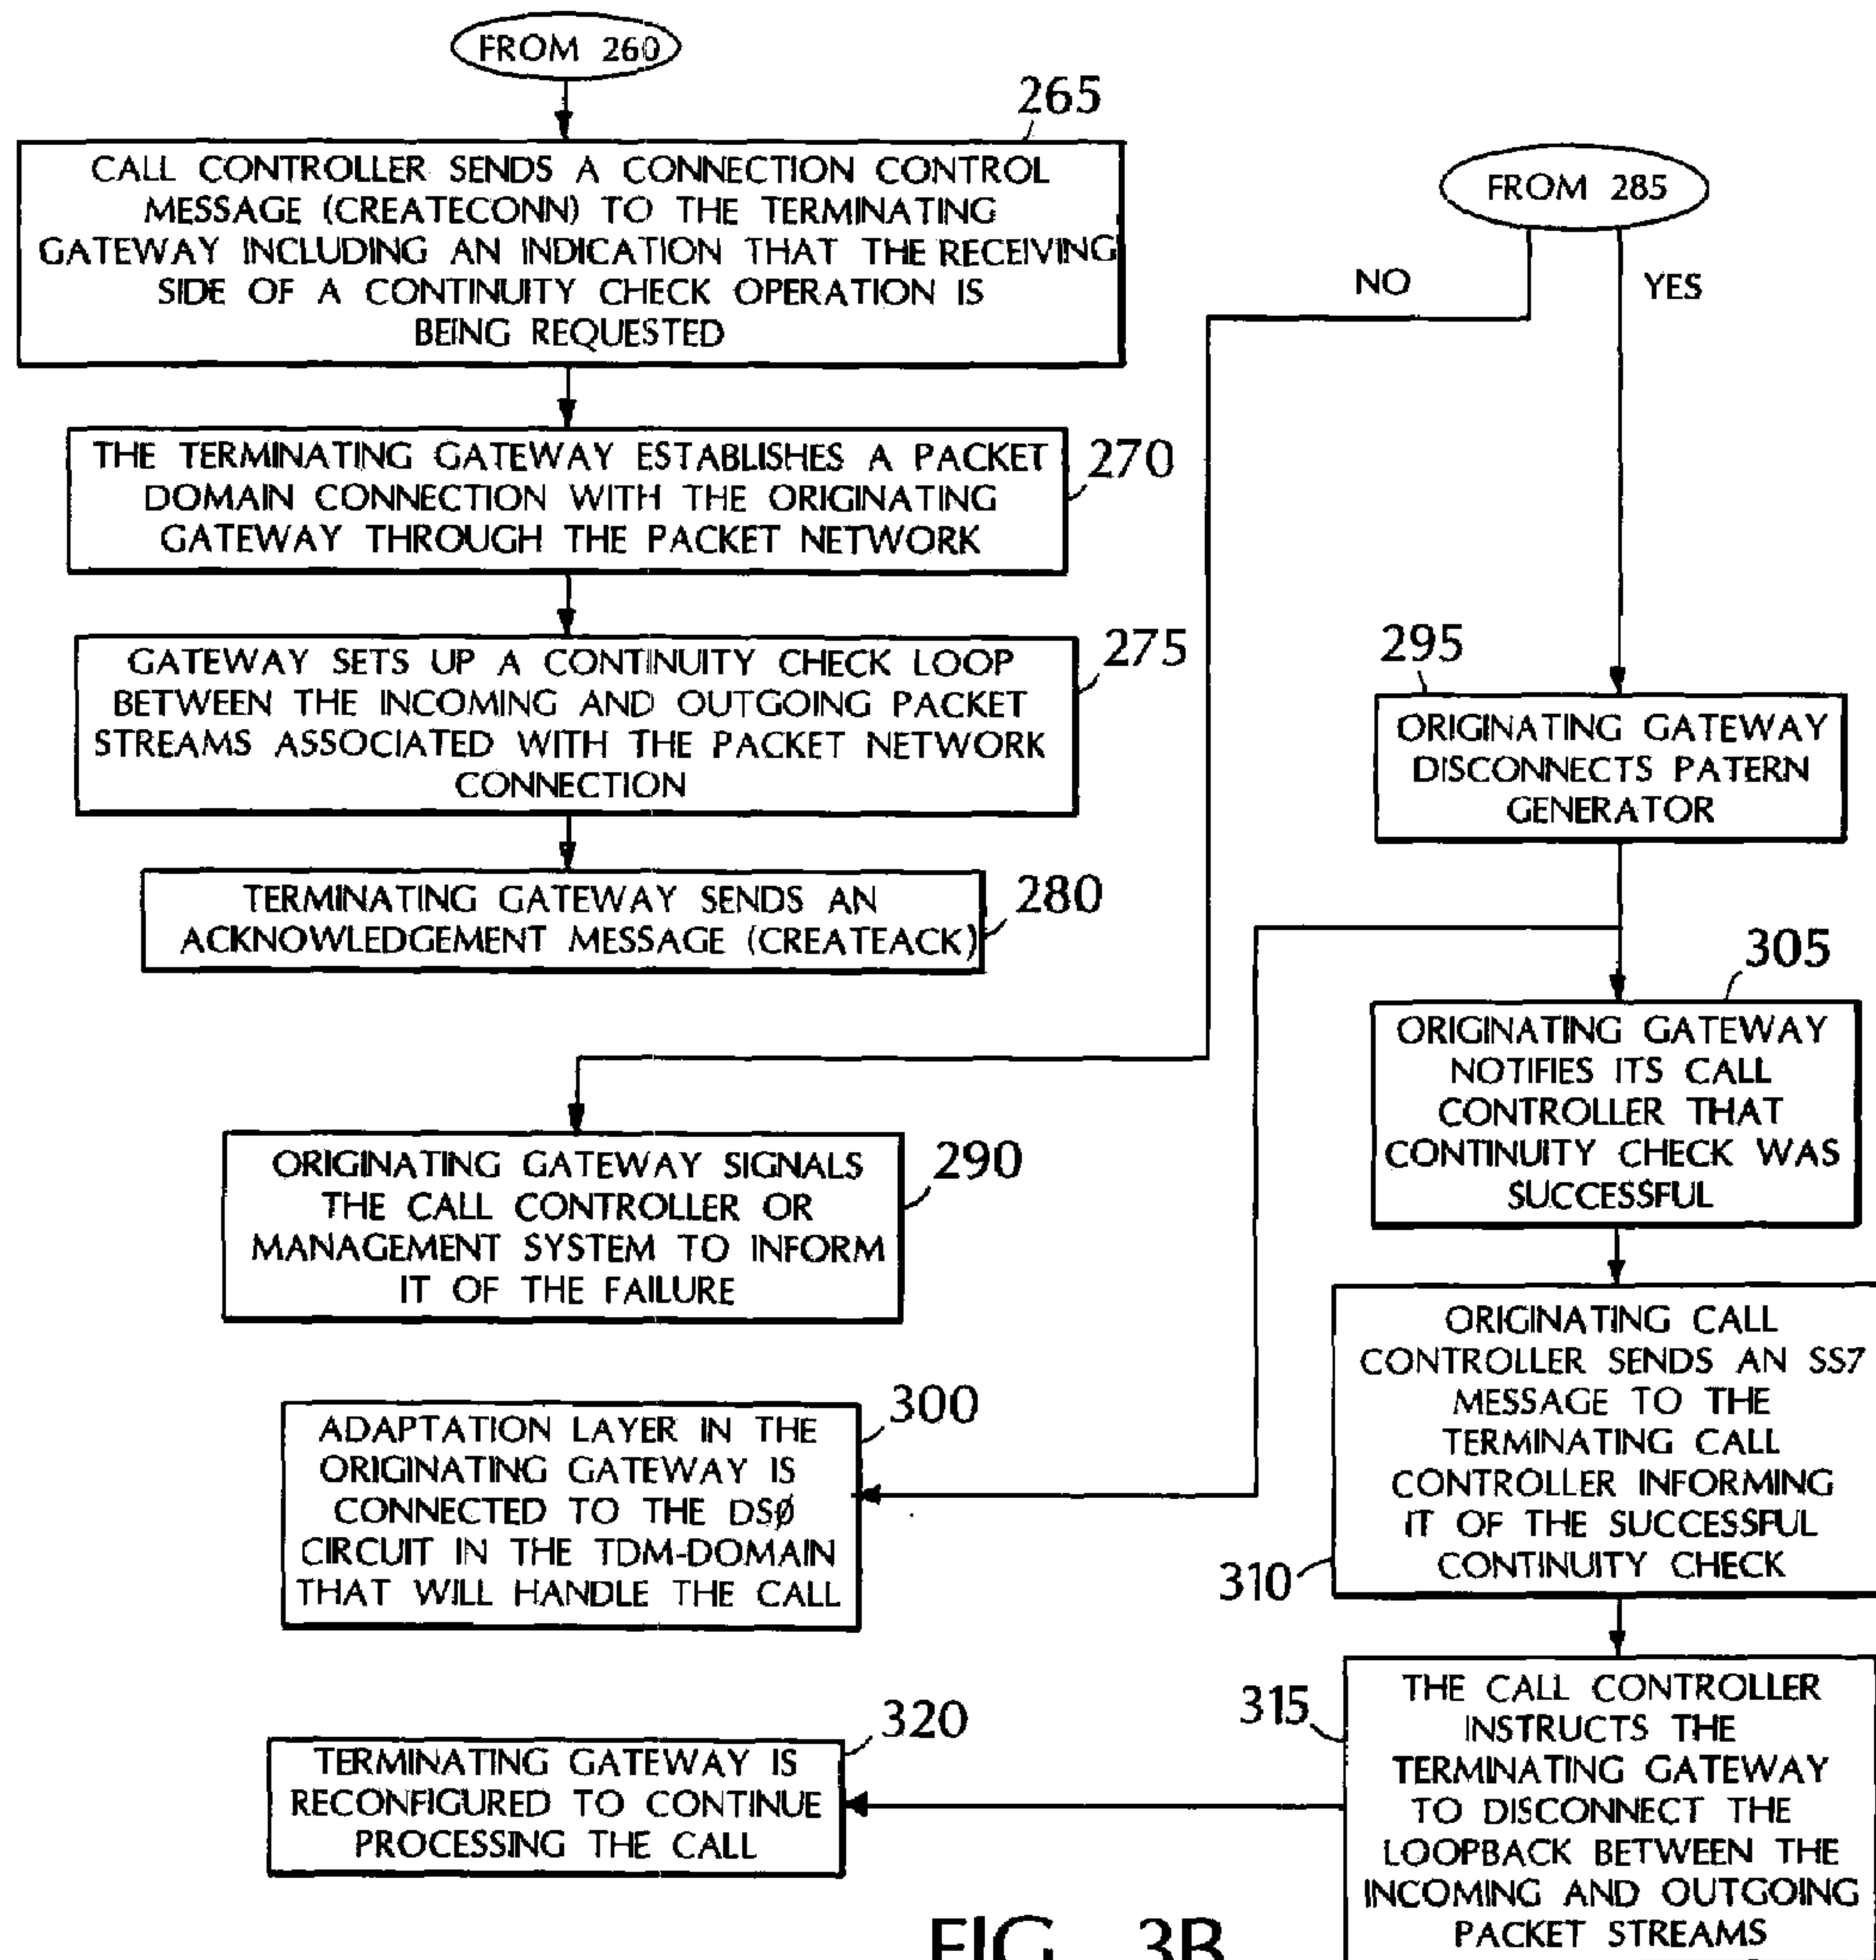 FROM 260
265
CALL CONTROLLER SENDS A CONNECTION CONTROL
MESSAGE (CREATECONN) TO THE TERMINATING
GATEWAY INCLUDING AN INDICATION THAT THE RECEIVING
SIDE OF A CONTINUITY CHECK OPERATION IS
BEING REQUESTED
270
THE TERMINATING GATEWAY ESTABLISHES A PACKET
DOMAIN CONNECTION WITH THE ORIGINATING
GATEWAY THROUGH THE PACKET NETWORK
275
GATEWAY SETS UP A CONTINUITY CHECK LOOP
BETWEEN THE INCOMING AND OUTGOING PACKET
STREAMS ASSOCIATED WITH THE PACKET NETWORK
CONNECTION
280
TERMINATING GATEWAY SENDS AN
ACKNOWLEDGEMENT MESSAGE (CREATEACK)
FROM 285
NO
YES
290
ORIGINATING GATEWAY SIGNALS
THE CALL CONTROLLER OR
MANAGEMENT SYSTEM TO INFORM
IT OF THE FAILURE
295
ORIGINATING GATEWAY
DISCONNECTS PATERN
GENERATOR
300
ADAPTATION LAYER IN THE
ORIGINATING GATEWAY IS
CONNECTED TO THE DSØ
CIRCUIT IN THE TDM-DOMAIN
THAT WILL HANDLE THE CALL
305
ORIGINATING GATEWAY
NOTIFIES ITS CALL
CONTROLLER THAT
CONTINUITY CHECK WAS
SUCCESSFUL
310
ORIGINATING CALL
CONTROLLER SENDS AN SS7
MESSAGE TO THE
TERMINATING CALL
CONTROLLER INFORMING
IT OF THE SUCCESSFUL
CONTINUITY CHECK
315
THE CALL CONTROLLER
INSTRUCTS THE
TERMINATING GATEWAY
TO DISCONNECT THE
LOOPBACK BETWEEN THE
INCOMING AND OUTGOING
PACKET STREAMS
320
TERMINATING GATEWAY IS
RECONFIGURED TO CONTINUE
PROCESSING THE CALL
FIG. 3B